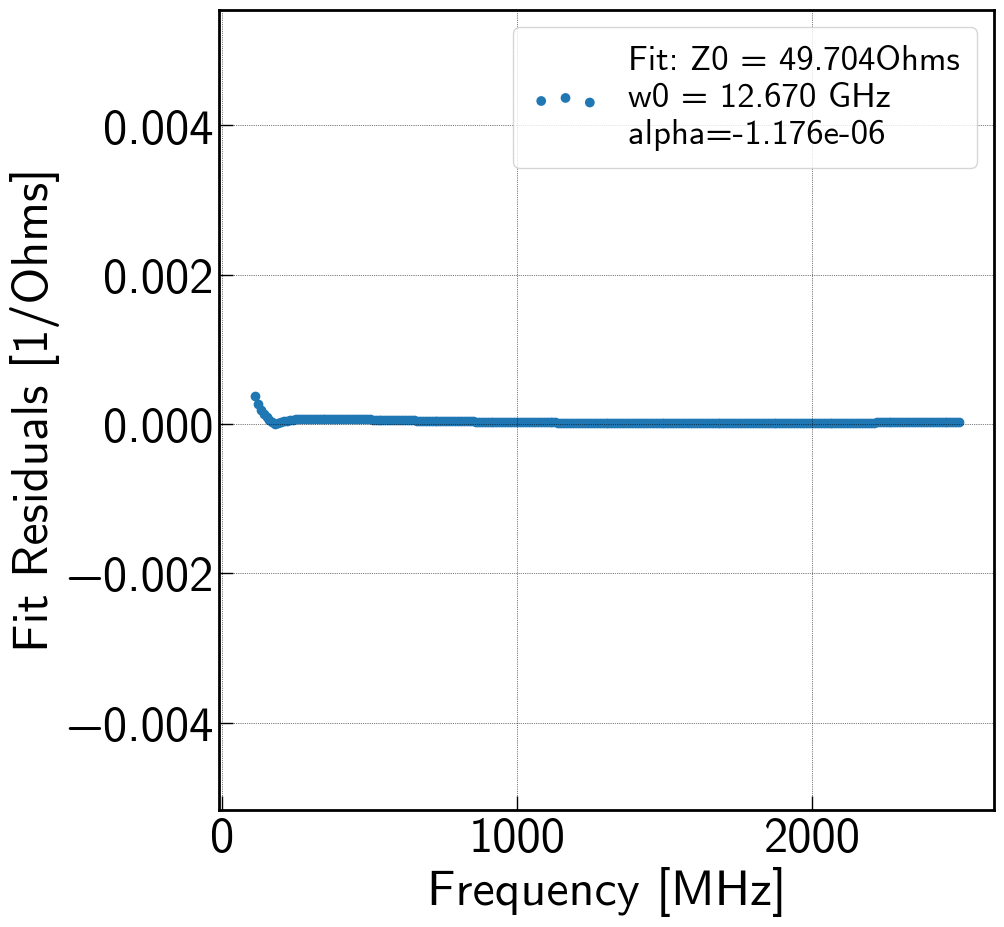 Fit: Z0 = 49.704Ohms
w0 = 12.670 GHz
alpha=-1.176e-06
0.004
0.002
0.000
−0.002
−0.004
Fit Residuals [1/Ohms]
0 1000 2000
Frequency [MHz]